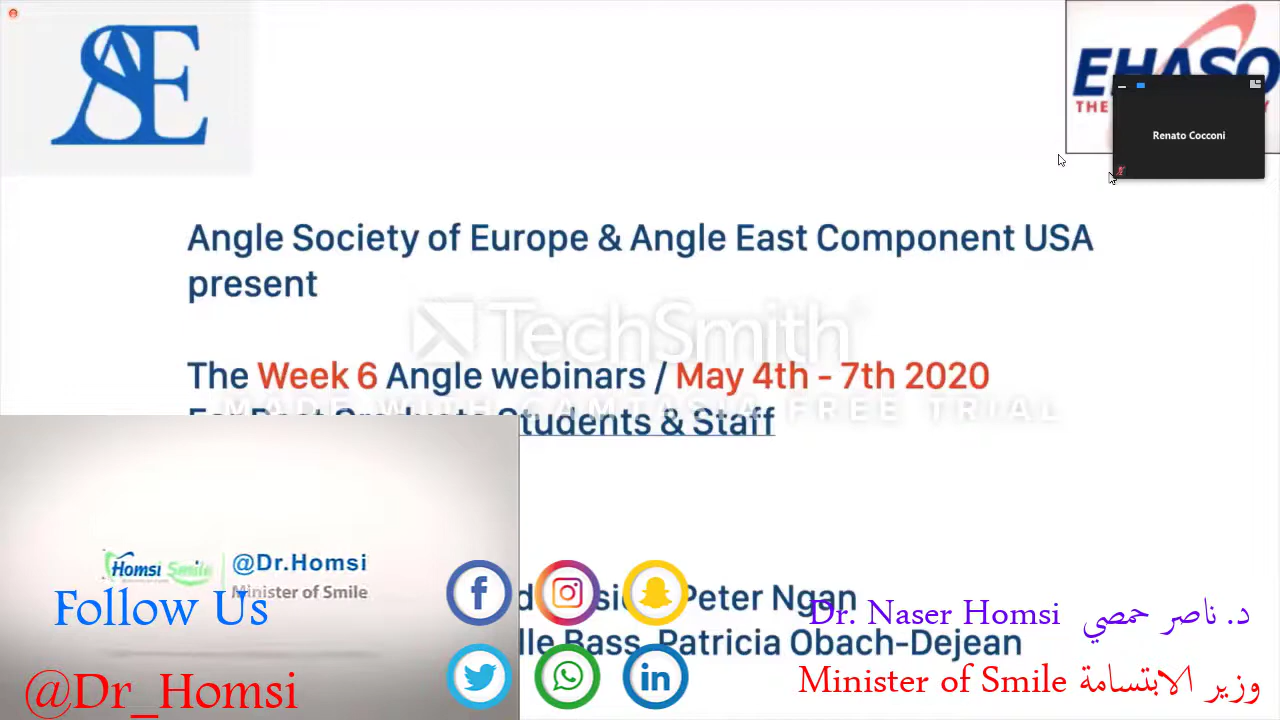 ASE
EHASO
THE
Renato Cocconi
Angle Society of Europe & Angle East Component USA
present
TechSmith
The Week 6 Angle webinars / May 4th - 7th 2020
MADE WITH CAMTASIA FREE TRIAL
Students & Staff
Homsi Smile
@Dr.Homsi
Minister of Smile
Follow Us
Peter Ngan
Bass, Patricia Obach-Dejean
Dr. Naser Homsi د. ناصر حمصي
@Dr_Homsi
Minister of Smile وزير الابتسامة